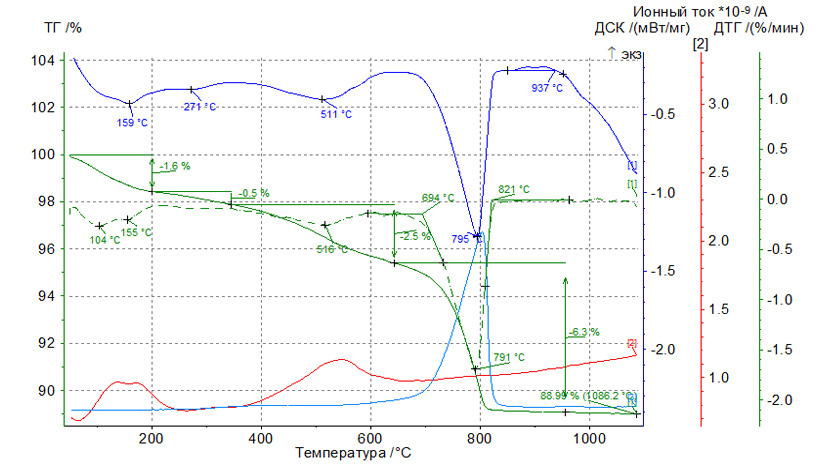 Ионный ток *10-9 /А
ТГ /% ДСК /(мВт/мг) ДТГ /(%/мин)
[2]
↑ экз
104
102
100
98
96
94
92
90
159 °C
271 °C
511 °C
937 °C
-1.6 %
-0.5 %
694 °C
821 °C
104 °C
155 °C
516 °C
-2.5 %
795 °C
-6.3 %
791 °C
88.99 % (1086.2 °C)
[1]
[1]
[2]
-0.5
-1.0
-1.5
-2.0
3.0
2.5
2.0
1.5
1.0
1.0
0.5
0.0
-0.5
-1.0
-1.5
-2.0
200 400 600 800 1000
Температура /°C